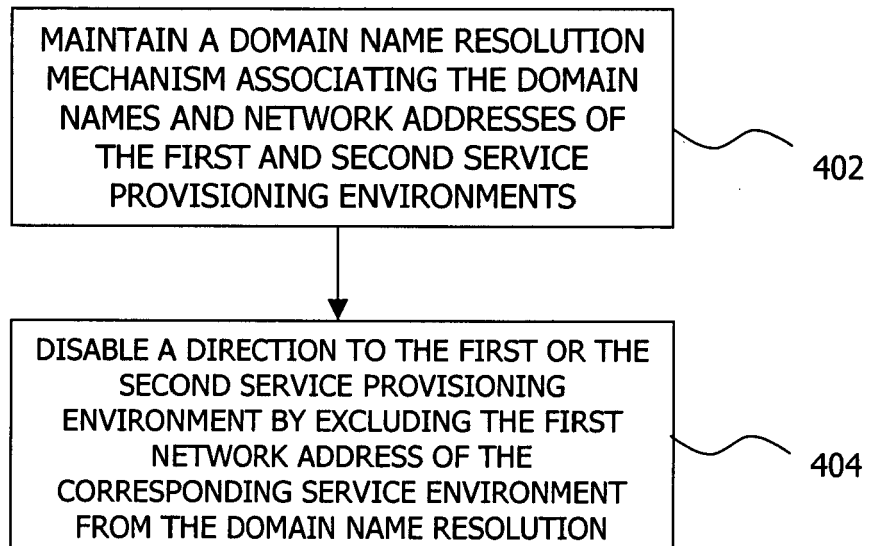 MAINTAIN A DOMAIN NAME RESOLUTION
MECHANISM ASSOCIATING THE DOMAIN
NAMES AND NETWORK ADDRESSES OF
THE FIRST AND SECOND SERVICE
PROVISIONING ENVIRONMENTS
402
DISABLE A DIRECTION TO THE FIRST OR THE
SECOND SERVICE PROVISIONING
ENVIRONMENT BY EXCLUDING THE FIRST
NETWORK ADDRESS OF THE
CORRESPONDING SERVICE ENVIRONMENT
FROM THE DOMAIN NAME RESOLUTION
404